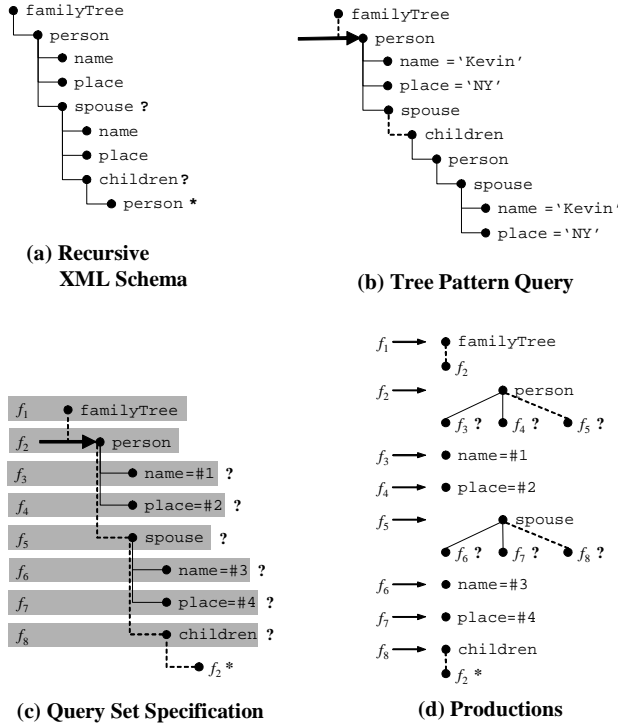 familyTree
person
name
place
spouse ?
name
place
children ?
person *
(a) Recursive
XML Schema
familyTree
person
name =‘Kevin’
place =‘NY’
spouse
children
person
spouse
name =‘Kevin’
place =‘NY’
(b) Tree Pattern Query
f1 familyTree
f2 person
f3 name=#1 ?
f4 place=#2 ?
f5 spouse ?
f6 name=#3 ?
f7 place=#4 ?
f8 children ?
f2 *
(c) Query Set Specification
f1 familyTree
f2
f2 person
f3 ? f4 ? f5 ?
f3 name=#1
f4 place=#2
f5 spouse
f6 ? f7 ? f8 ?
f6 name=#3
f7 place=#4
f8 children
f2 *
(d) Productions